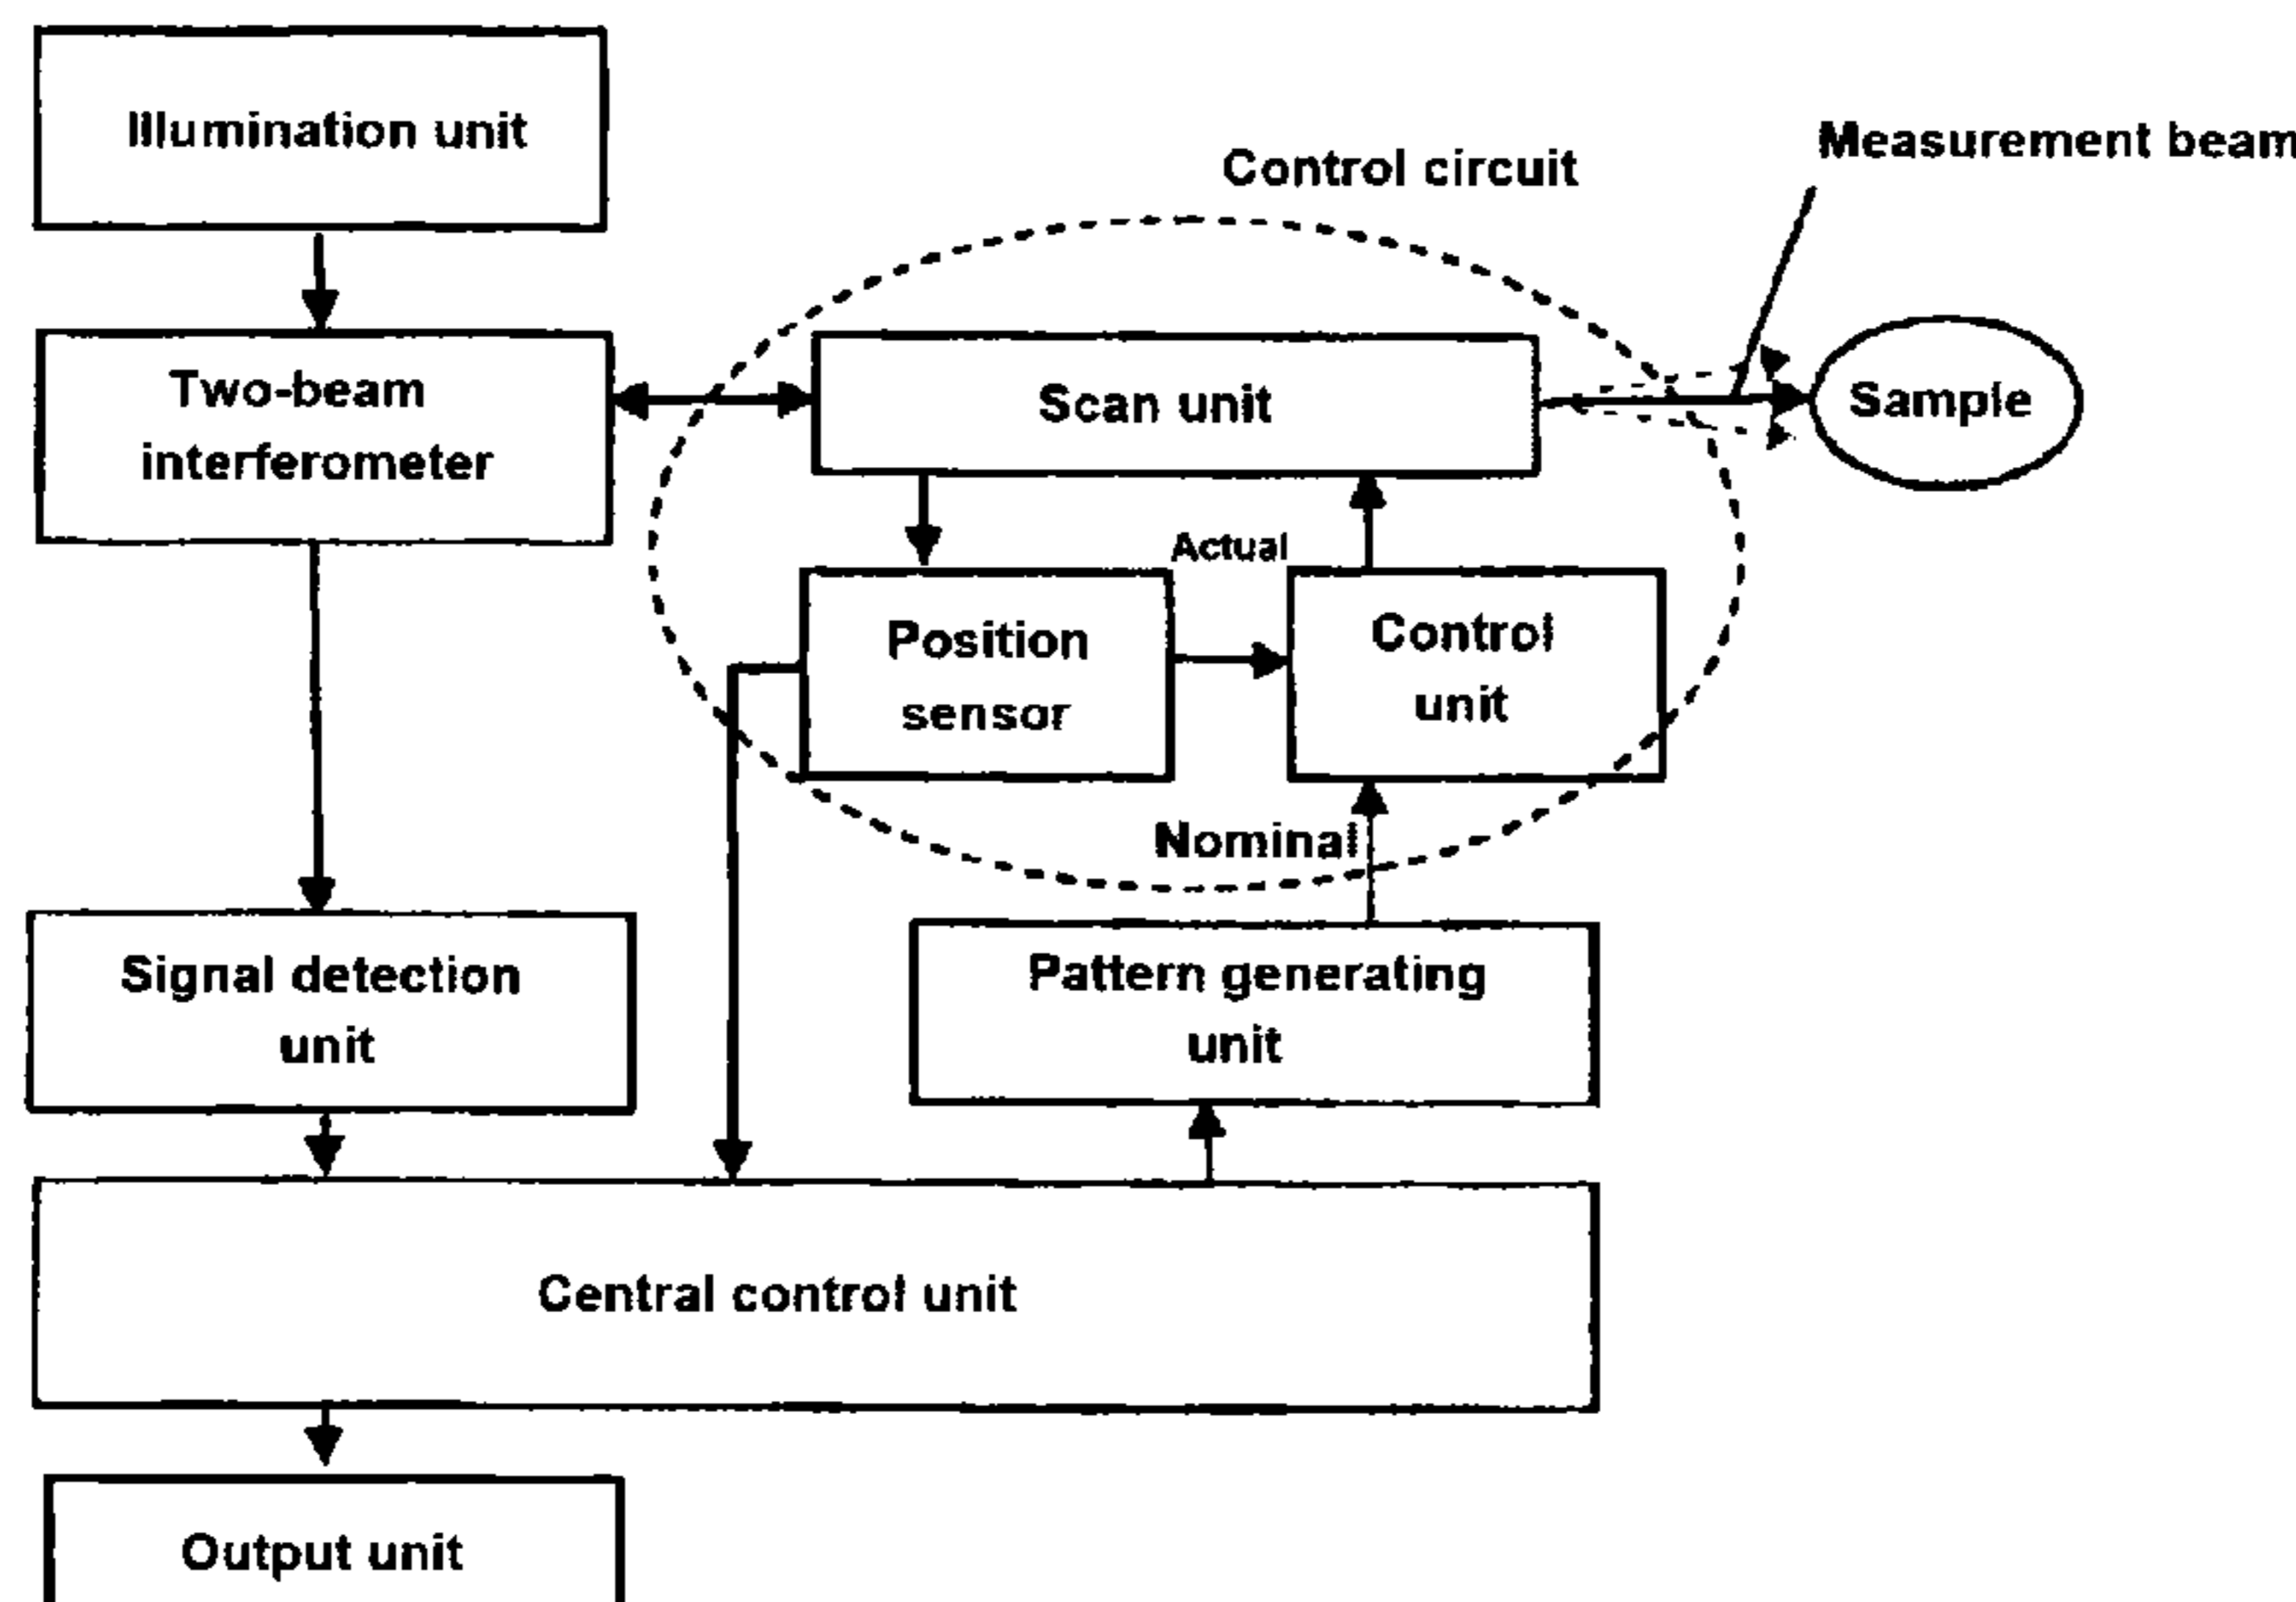 Illumination unit
Control circuit
Measurement beam
Two-beam
interferometer
Scan unit
Sample
Actual
Position
sensor
Control
unit
Nominal
Signal detection
unit
Pattern generating
unit
Central control unit
Output unit